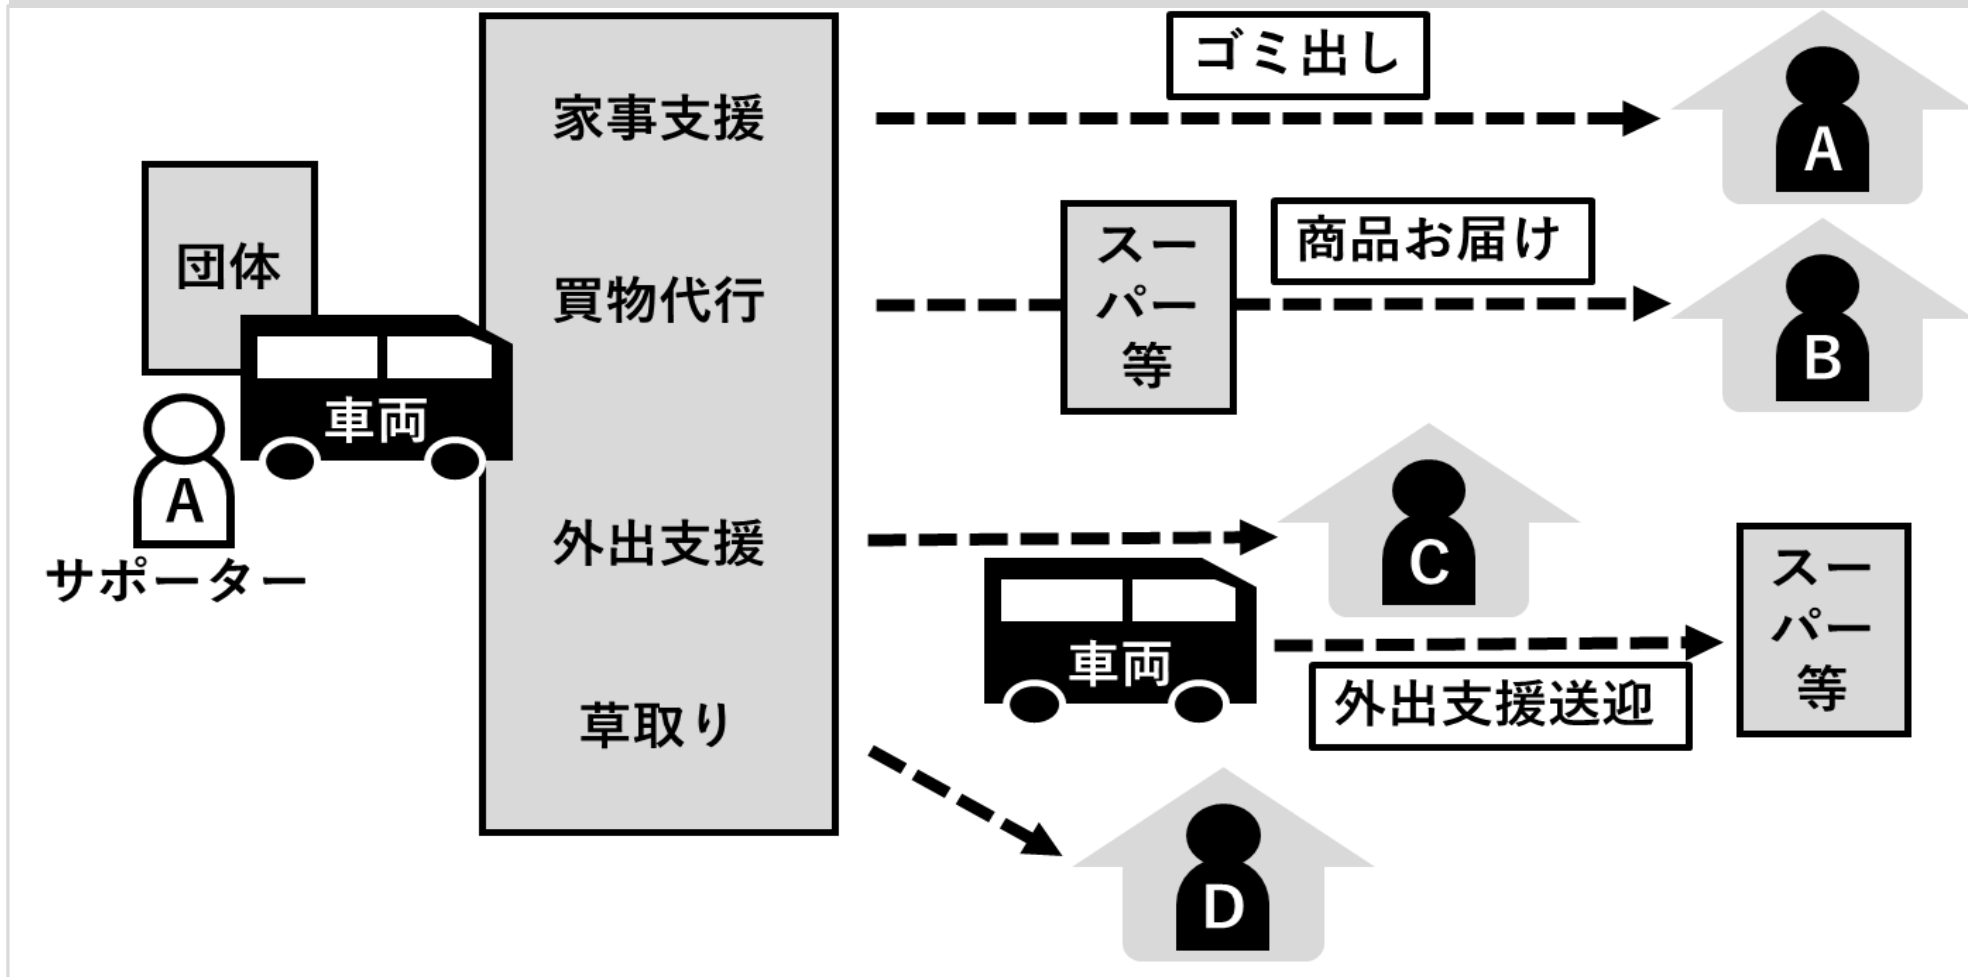 団体
車両
A
サポーター
家事支援
買物代行
外出支援
草取り
ゴミ出し
A
スー
パー
等
商品お届け
B
C
車両
外出支援送迎
スー
パー
等
D